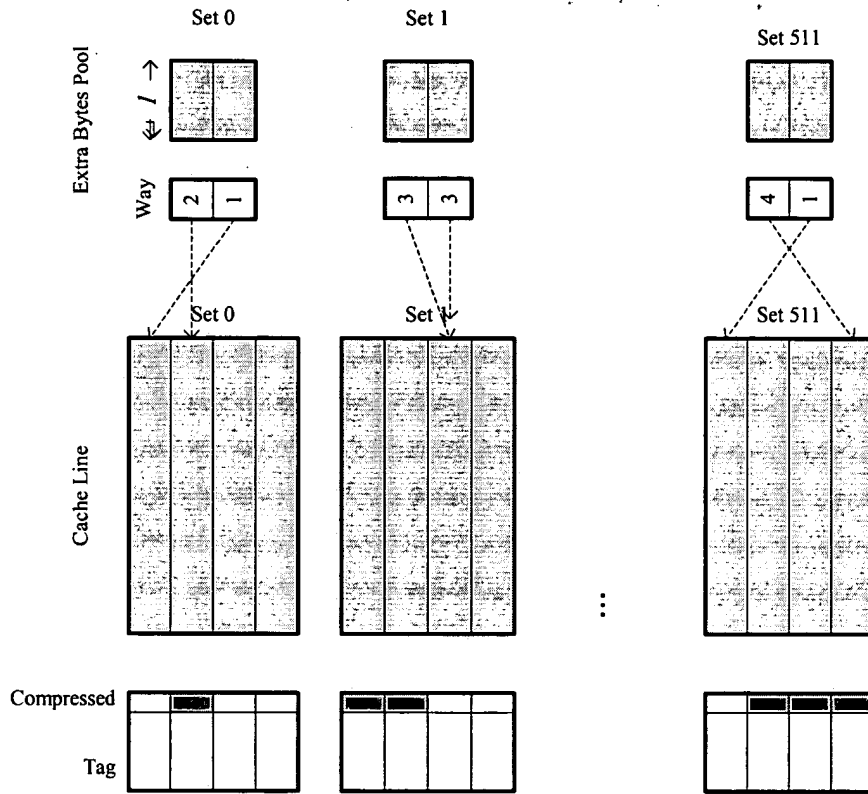 Set 0
Set 1
Set 511
Extra Bytes Pool
l
Way
2
1
3
3
4
1
Set 0
Set 1
Set 511
Cache Line
...
Compressed
Tag